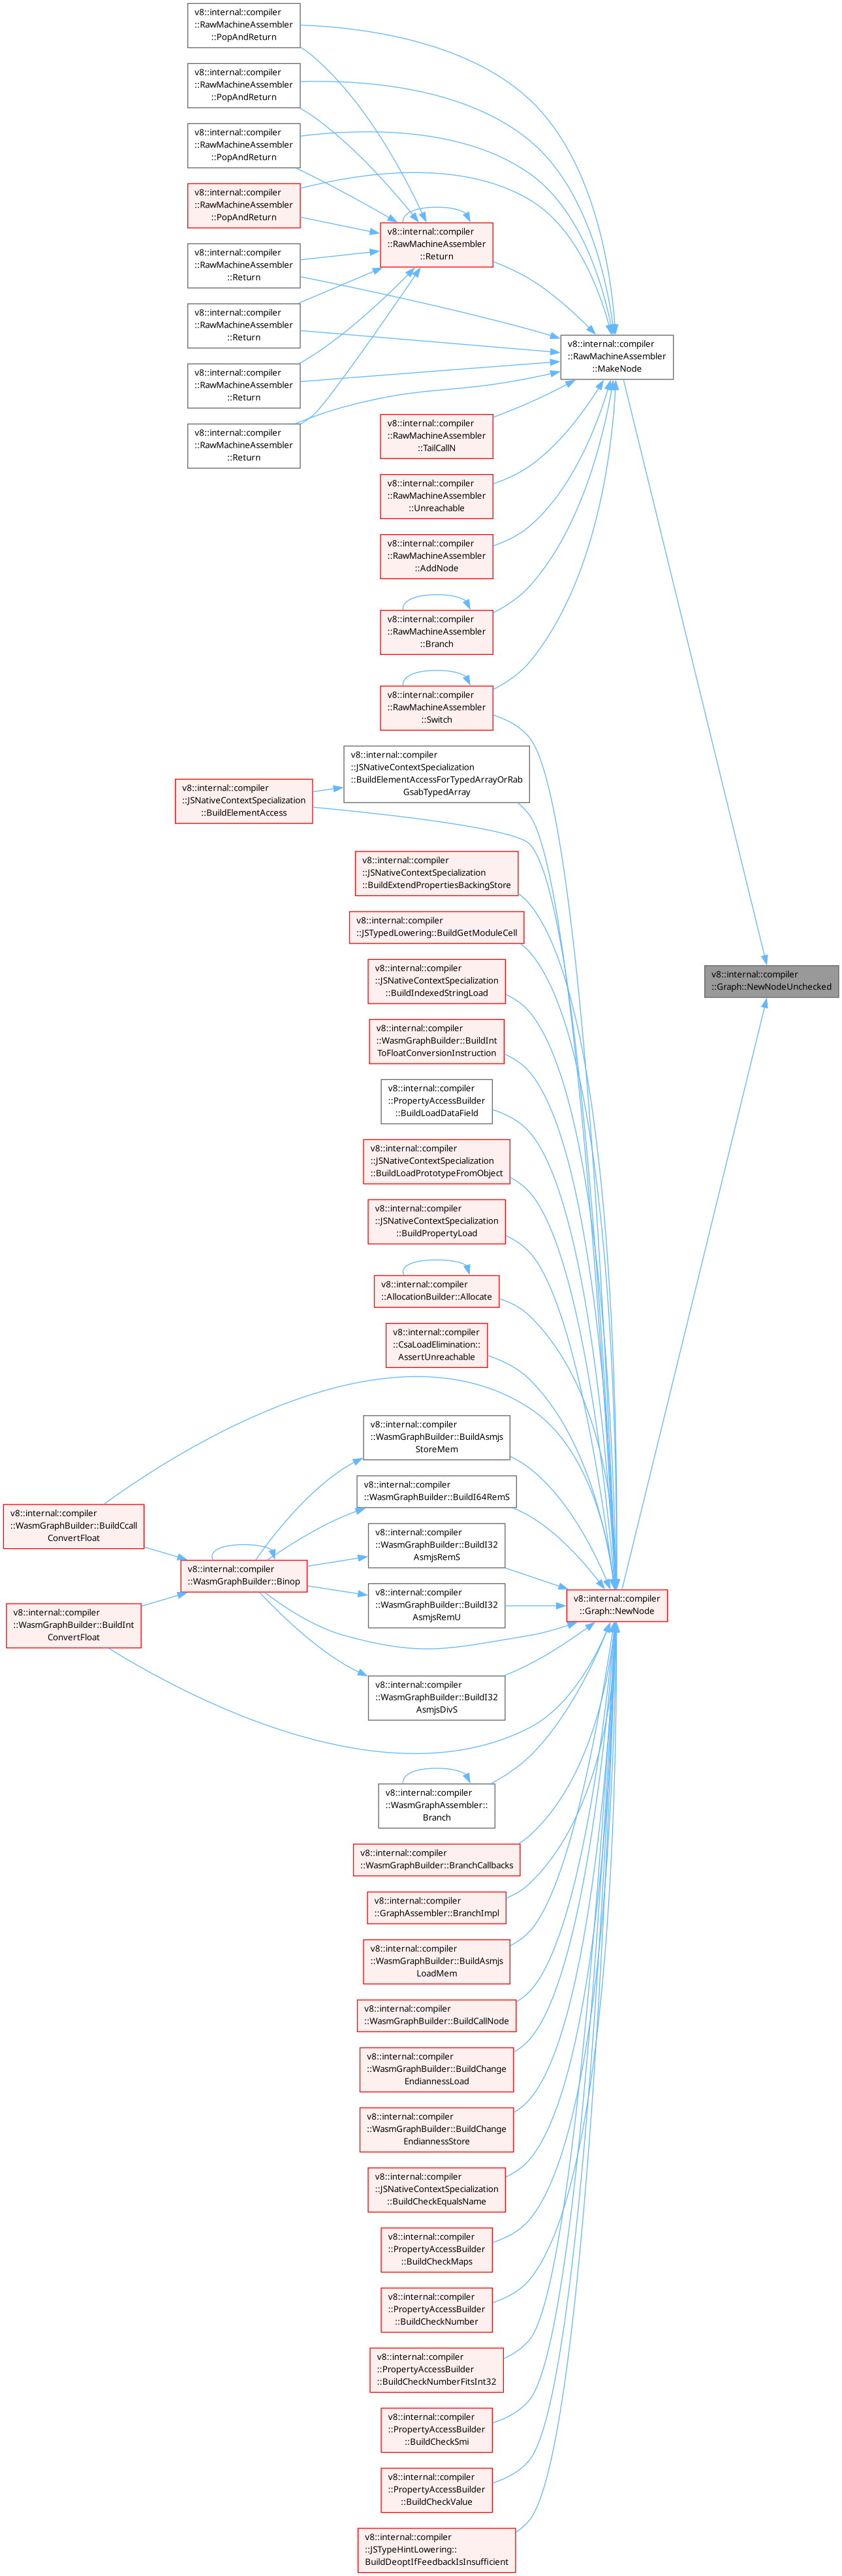 v8::internal::compiler
::RawMachineAssembler
::PopAndReturn
v8::internal::compiler
::RawMachineAssembler
::PopAndReturn
v8::internal::compiler
::RawMachineAssembler
::PopAndReturn
v8::internal::compiler
::RawMachineAssembler
::PopAndReturn
v8::internal::compiler
::RawMachineAssembler
::Return
v8::internal::compiler
::RawMachineAssembler
::Return
v8::internal::compiler
::RawMachineAssembler
::Return
v8::internal::compiler
::RawMachineAssembler
::Return
v8::internal::compiler
::RawMachineAssembler
::Return
v8::internal::compiler
::RawMachineAssembler
::MakeNode
v8::internal::compiler
::RawMachineAssembler
::TailCallN
v8::internal::compiler
::RawMachineAssembler
::Unreachable
v8::internal::compiler
::RawMachineAssembler
::AddNode
v8::internal::compiler
::RawMachineAssembler
::Branch
v8::internal::compiler
::RawMachineAssembler
::Switch
v8::internal::compiler
::JSNativeContextSpecialization
::BuildElementAccessForTypedArrayOrRab
GsabTypedArray
v8::internal::compiler
::JSNativeContextSpecialization
::BuildElementAccess
v8::internal::compiler
::JSNativeContextSpecialization
::BuildExtendPropertiesBackingStore
v8::internal::compiler
::JSTypedLowering::BuildGetModuleCell
v8::internal::compiler
::JSNativeContextSpecialization
::BuildIndexedStringLoad
v8::internal::compiler
::Graph::NewNodeUnchecked
v8::internal::compiler
::WasmGraphBuilder::BuildInt
ToFloatConversionInstruction
v8::internal::compiler
::PropertyAccessBuilder
::BuildLoadDataField
v8::internal::compiler
::JSNativeContextSpecialization
::BuildLoadPrototypeFromObject
v8::internal::compiler
::JSNativeContextSpecialization
::BuildPropertyLoad
v8::internal::compiler
::AllocationBuilder::Allocate
v8::internal::compiler
::CsaLoadElimination::
AssertUnreachable
v8::internal::compiler
::WasmGraphBuilder::BuildAsmjs
StoreMem
v8::internal::compiler
::WasmGraphBuilder::BuildI64RemS
v8::internal::compiler
::WasmGraphBuilder::BuildCcall
ConvertFloat
v8::internal::compiler
::WasmGraphBuilder::BuildI32
AsmjsRemS
v8::internal::compiler
::WasmGraphBuilder::Binop
v8::internal::compiler
::WasmGraphBuilder::BuildI32
AsmjsRemU
v8::internal::compiler
::Graph::NewNode
v8::internal::compiler
::WasmGraphBuilder::BuildInt
ConvertFloat
v8::internal::compiler
::WasmGraphBuilder::BuildI32
AsmjsDivS
v8::internal::compiler
::WasmGraphAssembler::
Branch
v8::internal::compiler
::WasmGraphBuilder::BranchCallbacks
v8::internal::compiler
::GraphAssembler::BranchImpl
v8::internal::compiler
::WasmGraphBuilder::BuildAsmjs
LoadMem
v8::internal::compiler
::WasmGraphBuilder::BuildCallNode
v8::internal::compiler
::WasmGraphBuilder::BuildChange
EndiannessLoad
v8::internal::compiler
::WasmGraphBuilder::BuildChange
EndiannessStore
v8::internal::compiler
::JSNativeContextSpecialization
::BuildCheckEqualsName
v8::internal::compiler
::PropertyAccessBuilder
::BuildCheckMaps
v8::internal::compiler
::PropertyAccessBuilder
::BuildCheckNumber
v8::internal::compiler
::PropertyAccessBuilder
::BuildCheckNumberFitsInt32
v8::internal::compiler
::PropertyAccessBuilder
::BuildCheckSmi
v8::internal::compiler
::PropertyAccessBuilder
::BuildCheckValue
v8::internal::compiler
::JSTypeHintLowering::
BuildDeoptIfFeedbackIsInsufficient